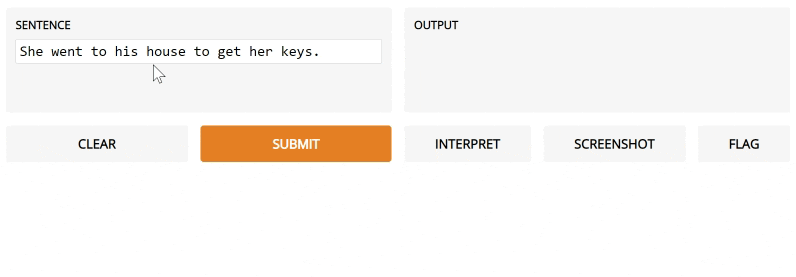 SENTENCE
She went to his house to get her keys.
OUTPUT
CLEAR
SUBMIT
INTERPRET
SCREENSHOT
FLAG